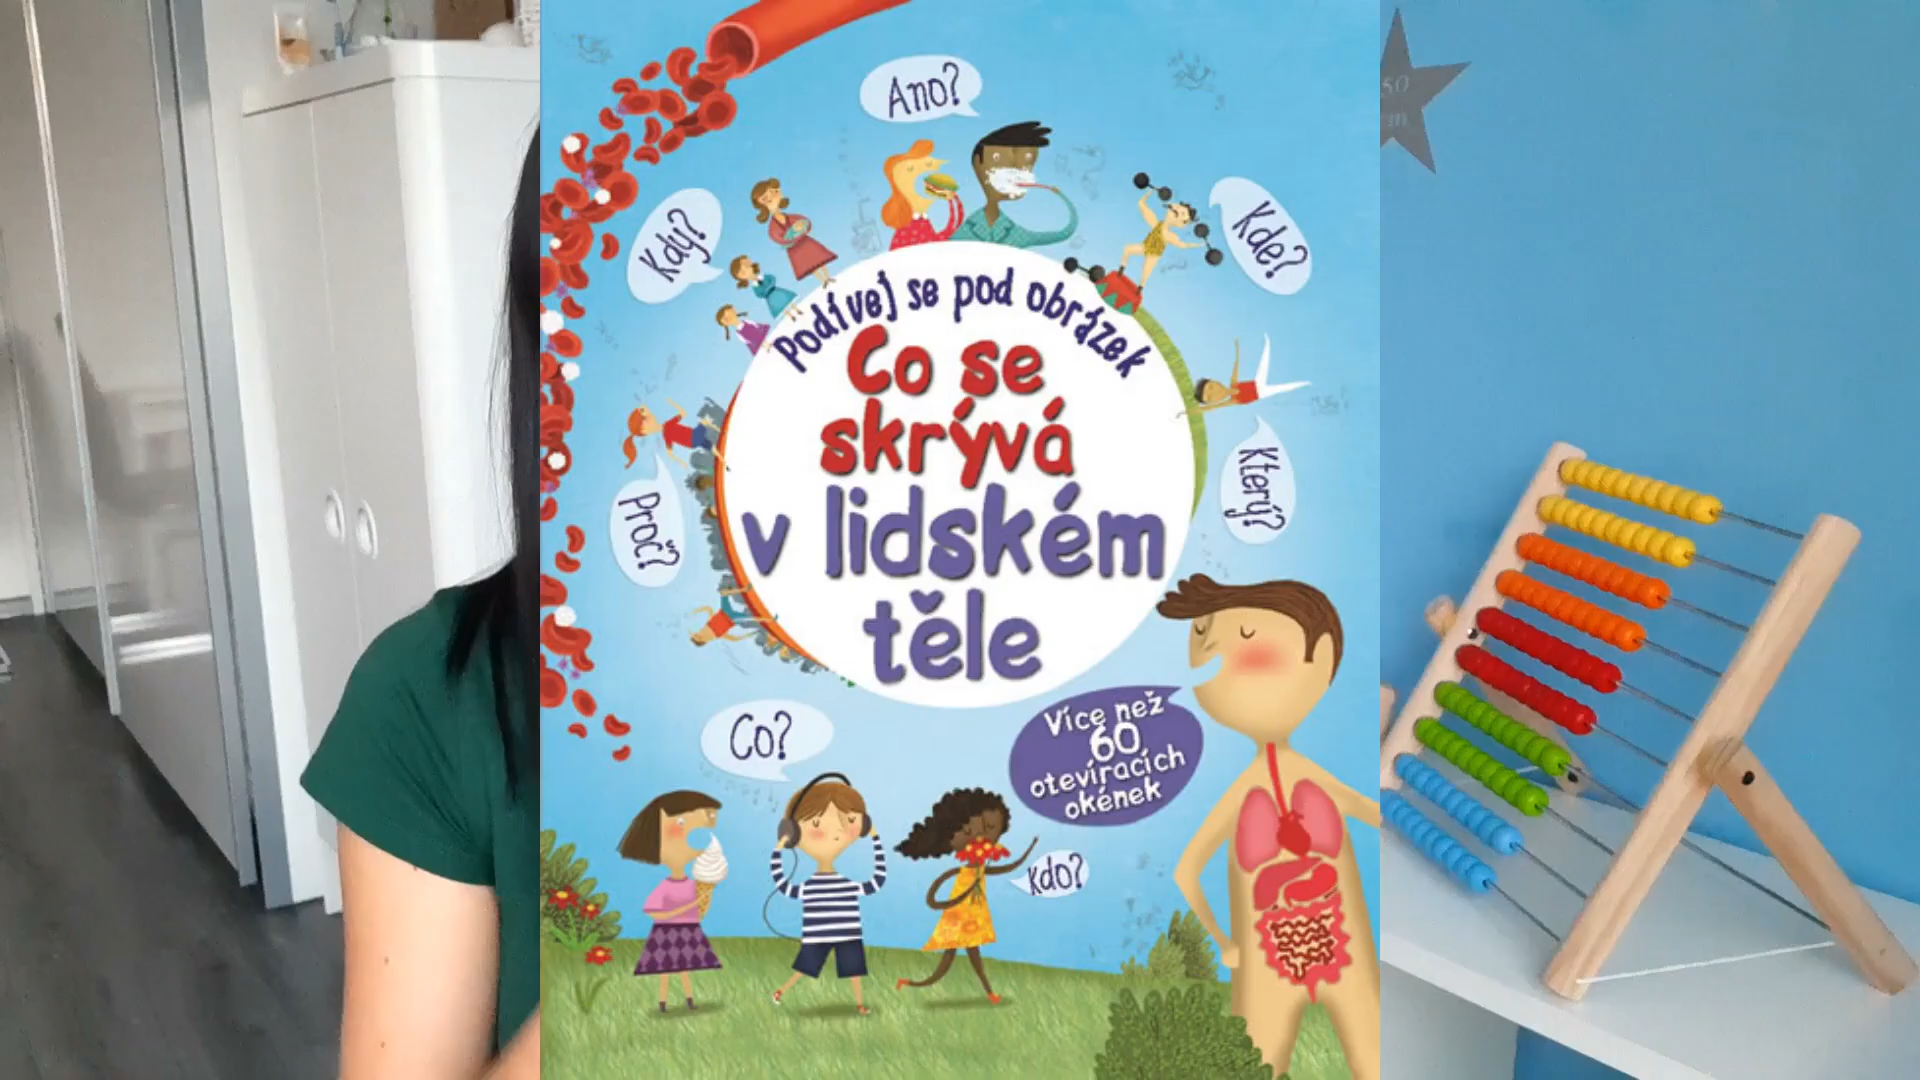 Ano?
Kdy?
Kde?
Podívej se pod obrázek
Co se
skrývá
v lidském
těle
Proč?
Který?
Co?
Více než
60
otevíracích
okének
kdo?
50